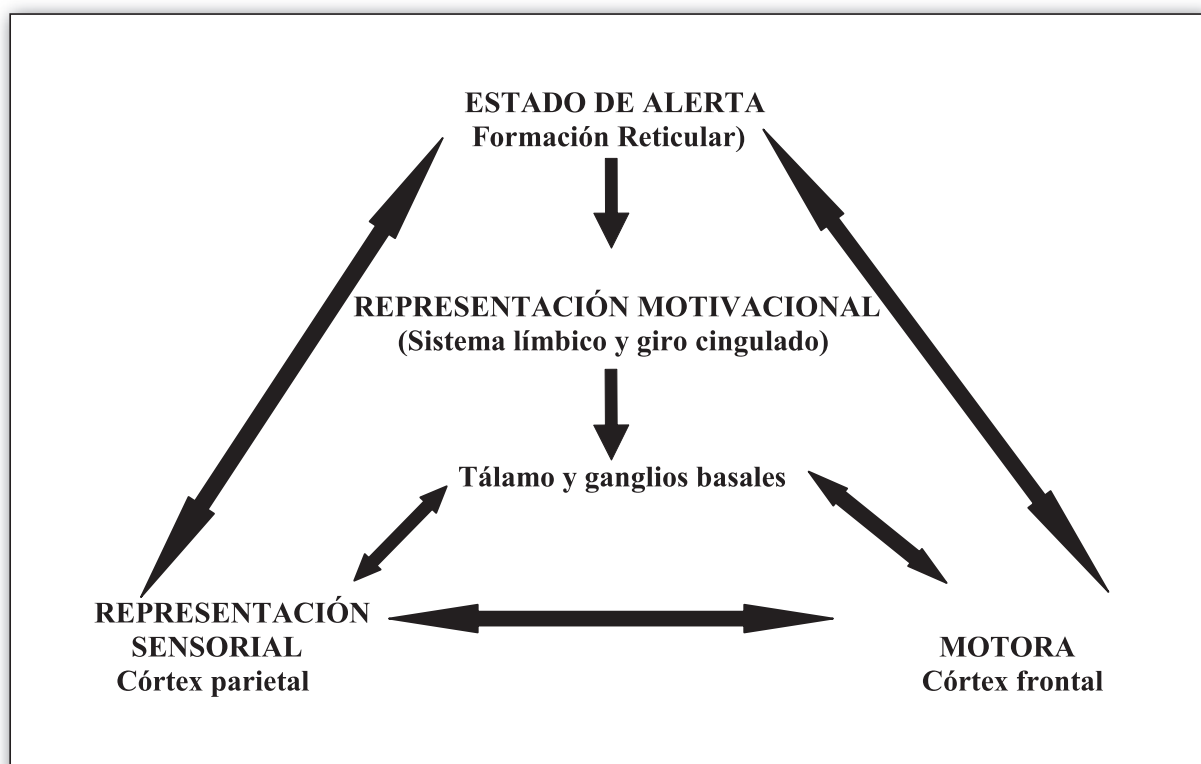 ESTADO DE ALERTA
Formación Reticular)
REPRESENTACIÓN MOTIVACIONAL
(Sistema límbico y giro cingulado)
Tálamo y ganglios basales
REPRESENTACIÓN
SENSORIAL
Córtex parietal
MOTORA
Córtex frontal